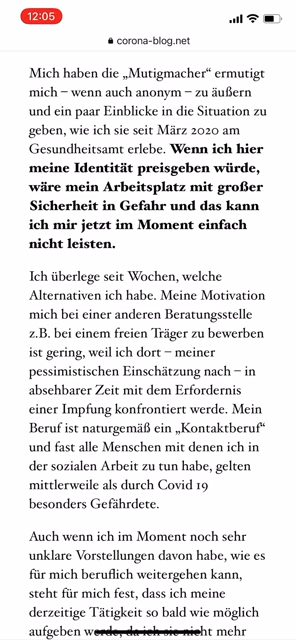 12:05
corona-blog.net
Mich haben die „Mutigmacher“ ermutigt
mich – wenn auch anonym – zu äußern
und ein paar Einblicke in die Situation zu
geben, wie ich sie seit März 2020 am
Gesundheitsamt erlebe. Wenn ich hier
meine Identität preisgeben würde,
wäre mein Arbeitsplatz mit großer
Sicherheit in Gefahr und das kann
ich mir jetzt im Moment einfach
nicht leisten.
Ich überlege seit Wochen, welche
Alternativen ich habe. Meine Motivation
mich bei einer anderen Beratungsstelle
z.B. bei einem freien Träger zu bewerben
ist gering, weil ich dort – meiner
pessimistischen Einschätzung nach – in
absehbarer Zeit mit dem Erfordernis
einer Impfung konfrontiert werde. Mein
Beruf ist naturgemäß ein „Kontaktberuf“
und fast alle Menschen mit denen ich in
der sozialen Arbeit zu tun habe, gelten
mittlerweile als durch Covid 19
besonders Gefährdete.
Auch wenn ich im Moment noch sehr
unklare Vorstellungen davon habe, wie es
für mich beruflich weitergehen kann,
steht für mich fest, dass ich meine
derzeitige Tätigkeit so bald wie möglich
aufgeben werde, da ich sie nicht mehr